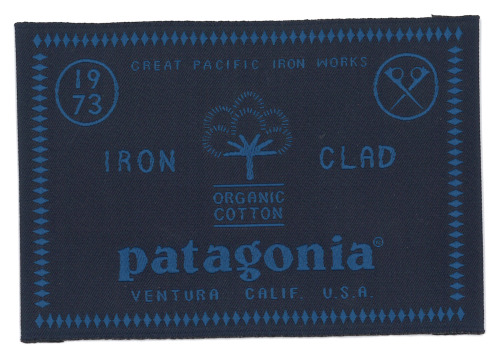 GREAT PACIFIC IRON WORKS
19
73
IRON CLAD
ORGANIC
COTTON
patagonia®
VENTURA. CALIF. U.S.A.